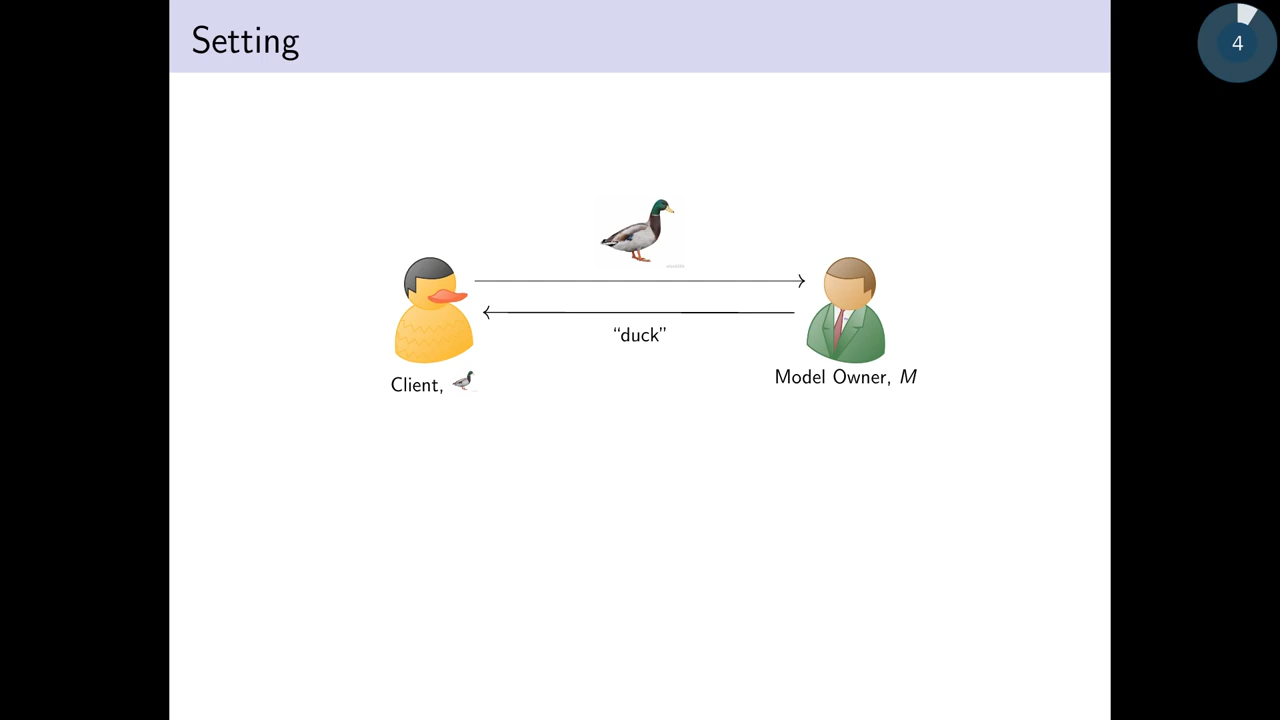 Setting
4
“duck”
Client,
Model Owner, M